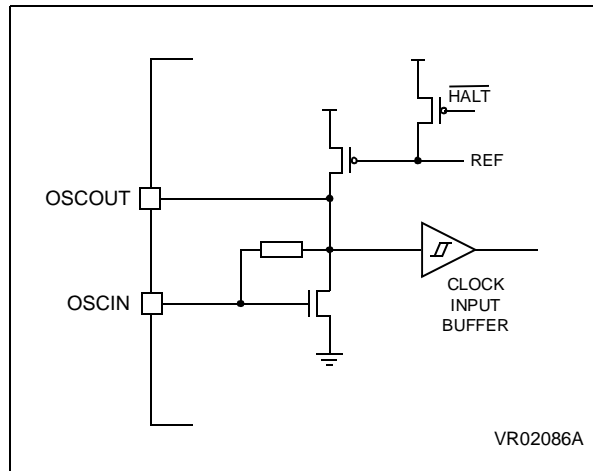 HALT
REF
OSCOUT
OSCIN
CLOCK
INPUT
BUFFER
VR02086A